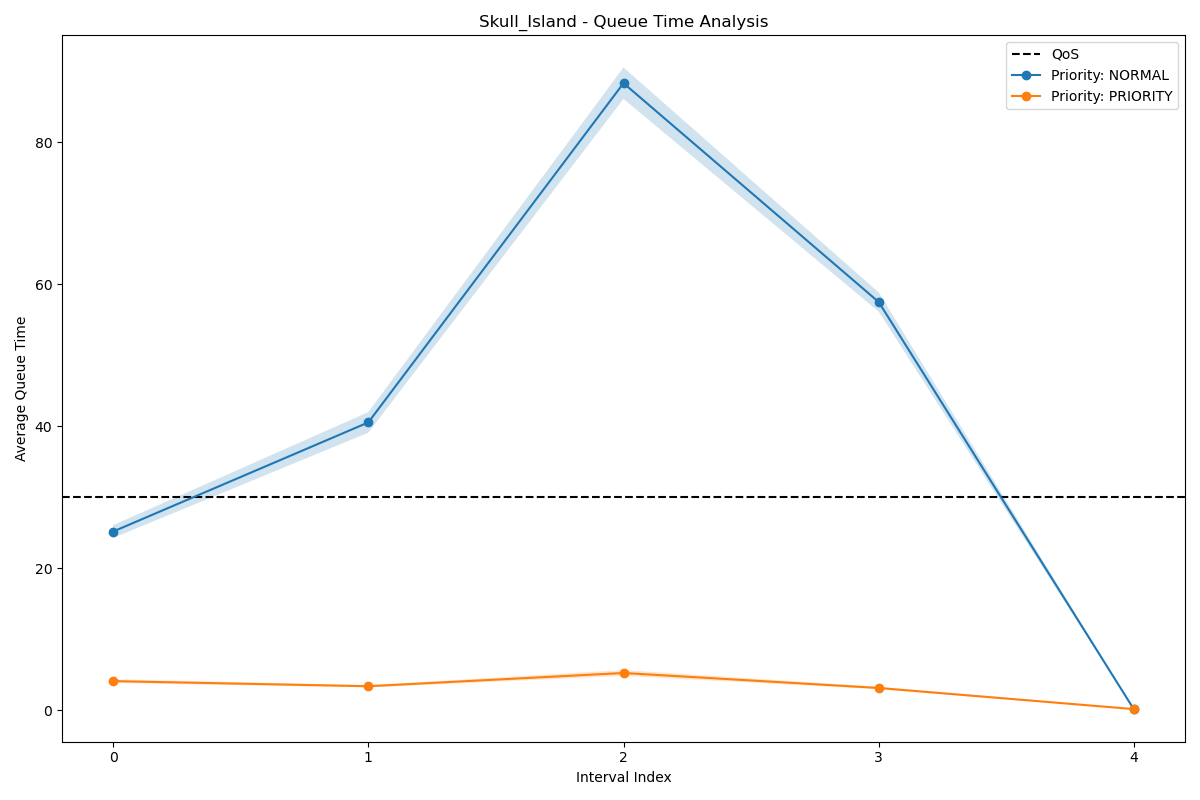 Skull_Island - Queue Time Analysis
QoS
Priority: NORMAL
Priority: PRIORITY
Average Queue Time
80
60
40
20
0
0 1 2 3 4
Interval Index